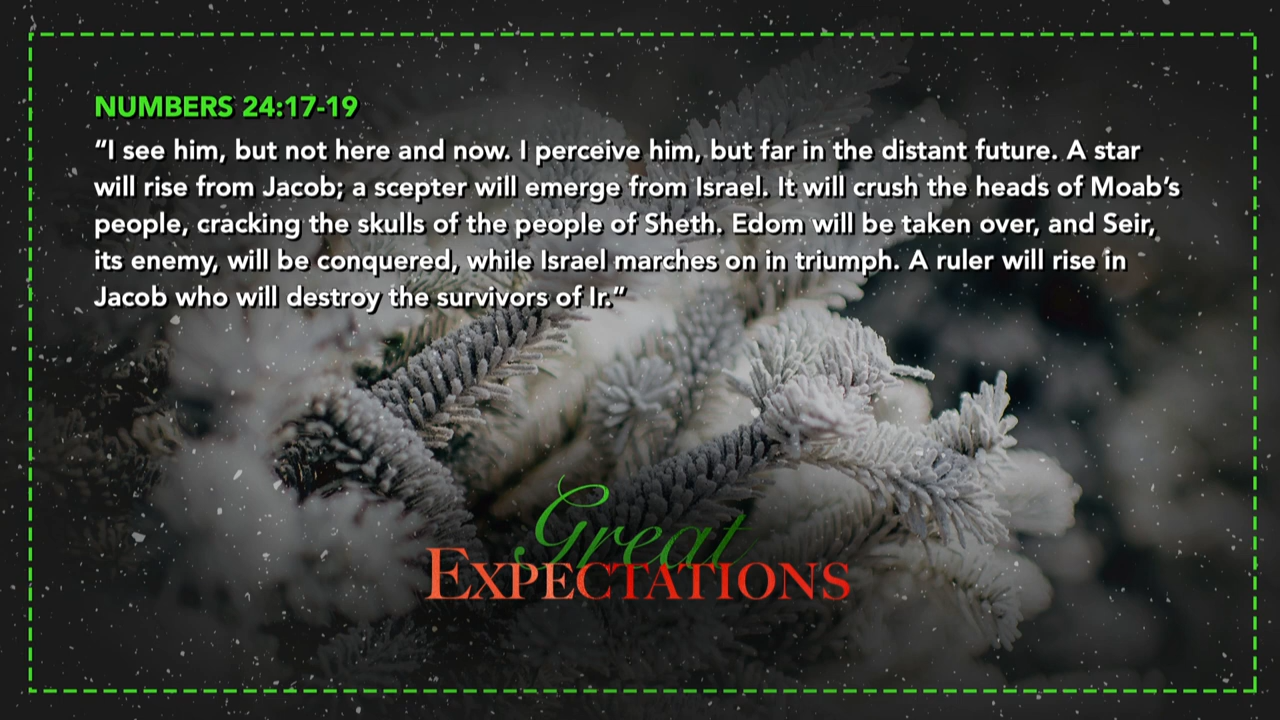 NUMBERS 24:17-19
“I see him, but not here and now. I perceive him, but far in the distant future. A star
will rise from Jacob; a scepter will emerge from Israel. It will crush the heads of Moab’s
people, cracking the skulls of the people of Sheth. Edom will be taken over, and Seir,
its enemy, will be conquered, while Israel marches on in triumph. A ruler will rise in
Jacob who will destroy the survivors of Ir.”
Great
EXPECTATIONS